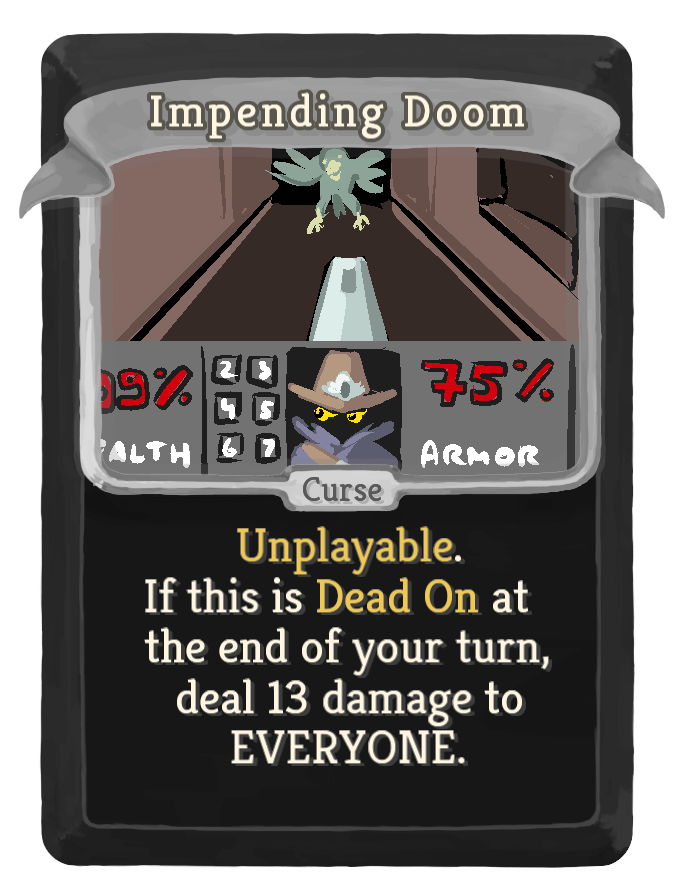 Impending Doom
99% 2 3 75%
4 5
ALTH 6 7 ARMOR
Curse
Unplayable.
If this is Dead On at
the end of your turn,
deal 13 damage to
EVERYONE.